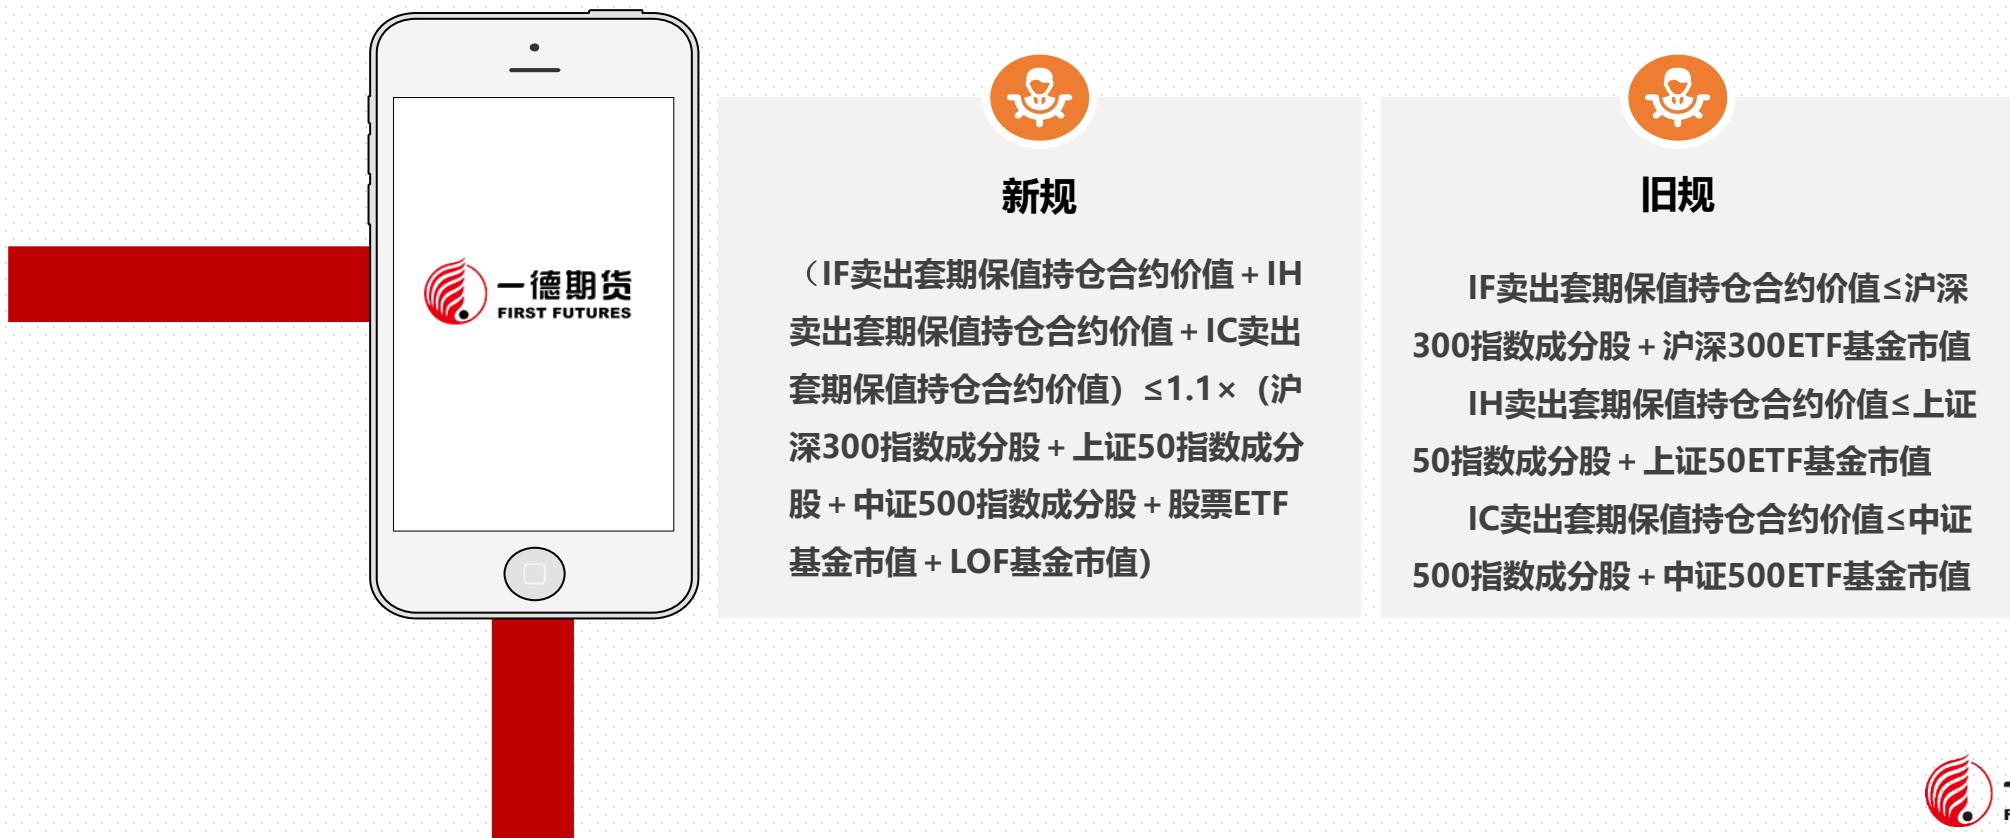 一德期货
FIRST FUTURES
新规
（IF卖出套期保值持仓合约价值+IH
卖出套期保值持仓合约价值+IC卖出
套期保值持仓合约价值）≤1.1×（沪
深300指数成分股+上证50指数成分
股+中证500指数成分股+股票ETF
基金市值+LOF基金市值）
旧规
IF卖出套期保值持仓合约价值≤沪深
300指数成分股+沪深300ETF基金市值
IH卖出套期保值持仓合约价值≤上证
50指数成分股+上证50ETF基金市值
IC卖出套期保值持仓合约价值≤中证
500指数成分股+中证500ETF基金市值